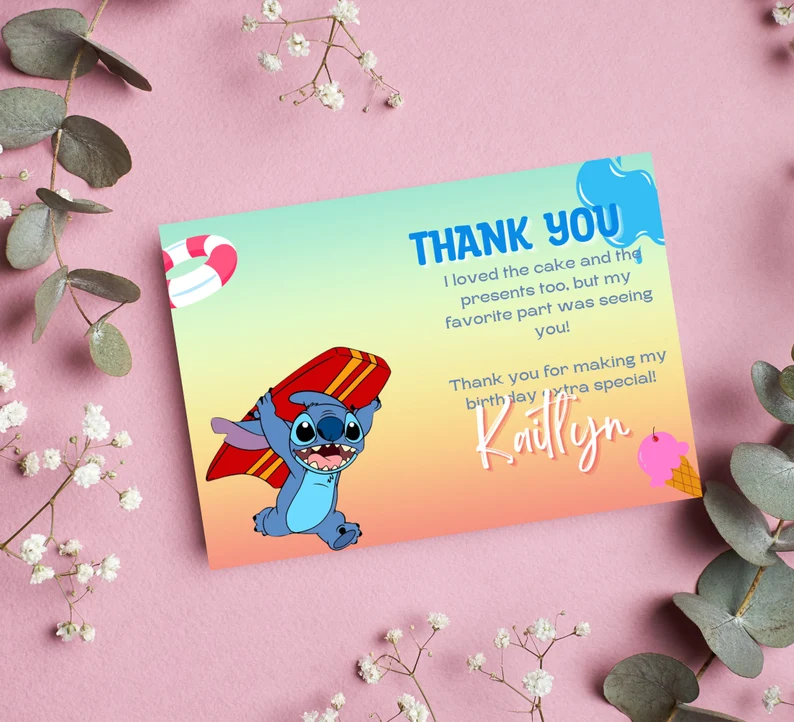 THANK YOU
I loved the cake and the
presents too, but my
favorite part was seeing
you!
Thank you for making my
birthday extra special!
Kaitlyn